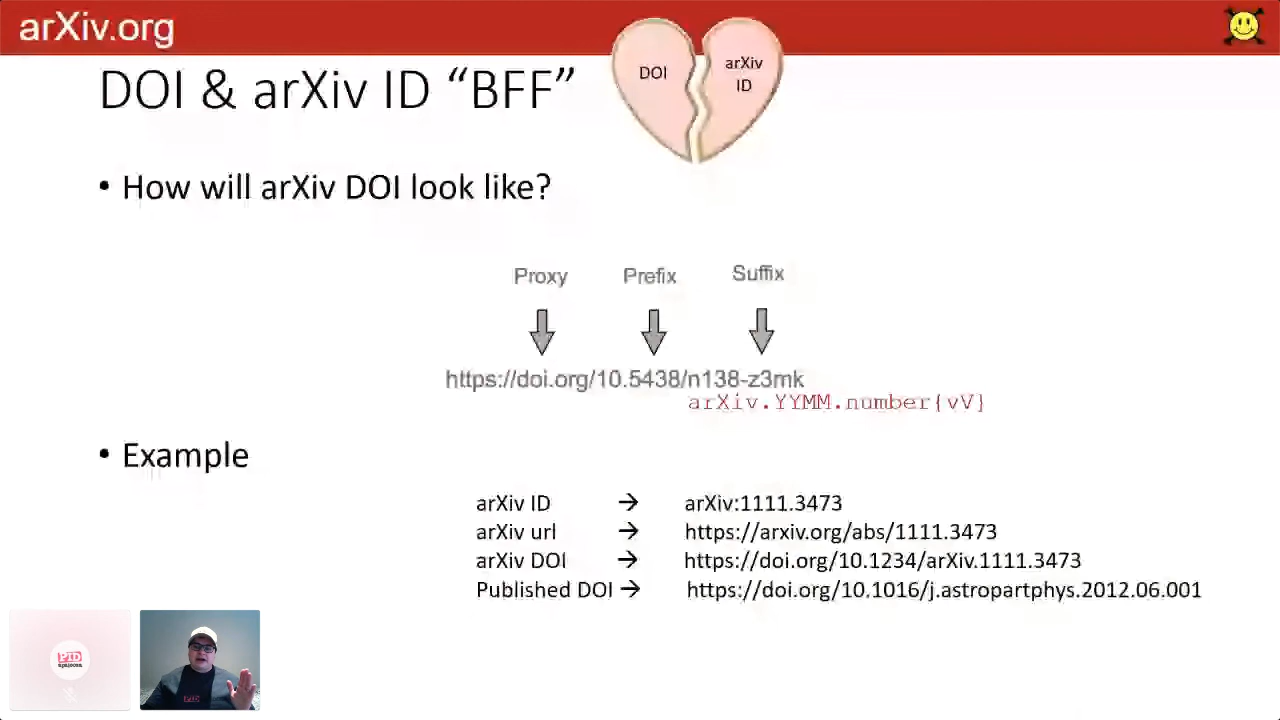 arXiv.org
DOI
arXiv
ID
DOI & arXiv ID “BFF”
• How will arXiv DOI look like?
Proxy Prefix Suffix
https://doi.org/10.5438/n138-z3mk
arXiv.YYMM.number{vV}
• Example
arXiv ID → arXiv:1111.3473
arXiv url → https://arxiv.org/abs/1111.3473
arXiv DOI → https://doi.org/10.1234/arXiv.1111.3473
Published DOI → https://doi.org/10.1016/j.astropartphys.2012.06.001
PID
apalooza